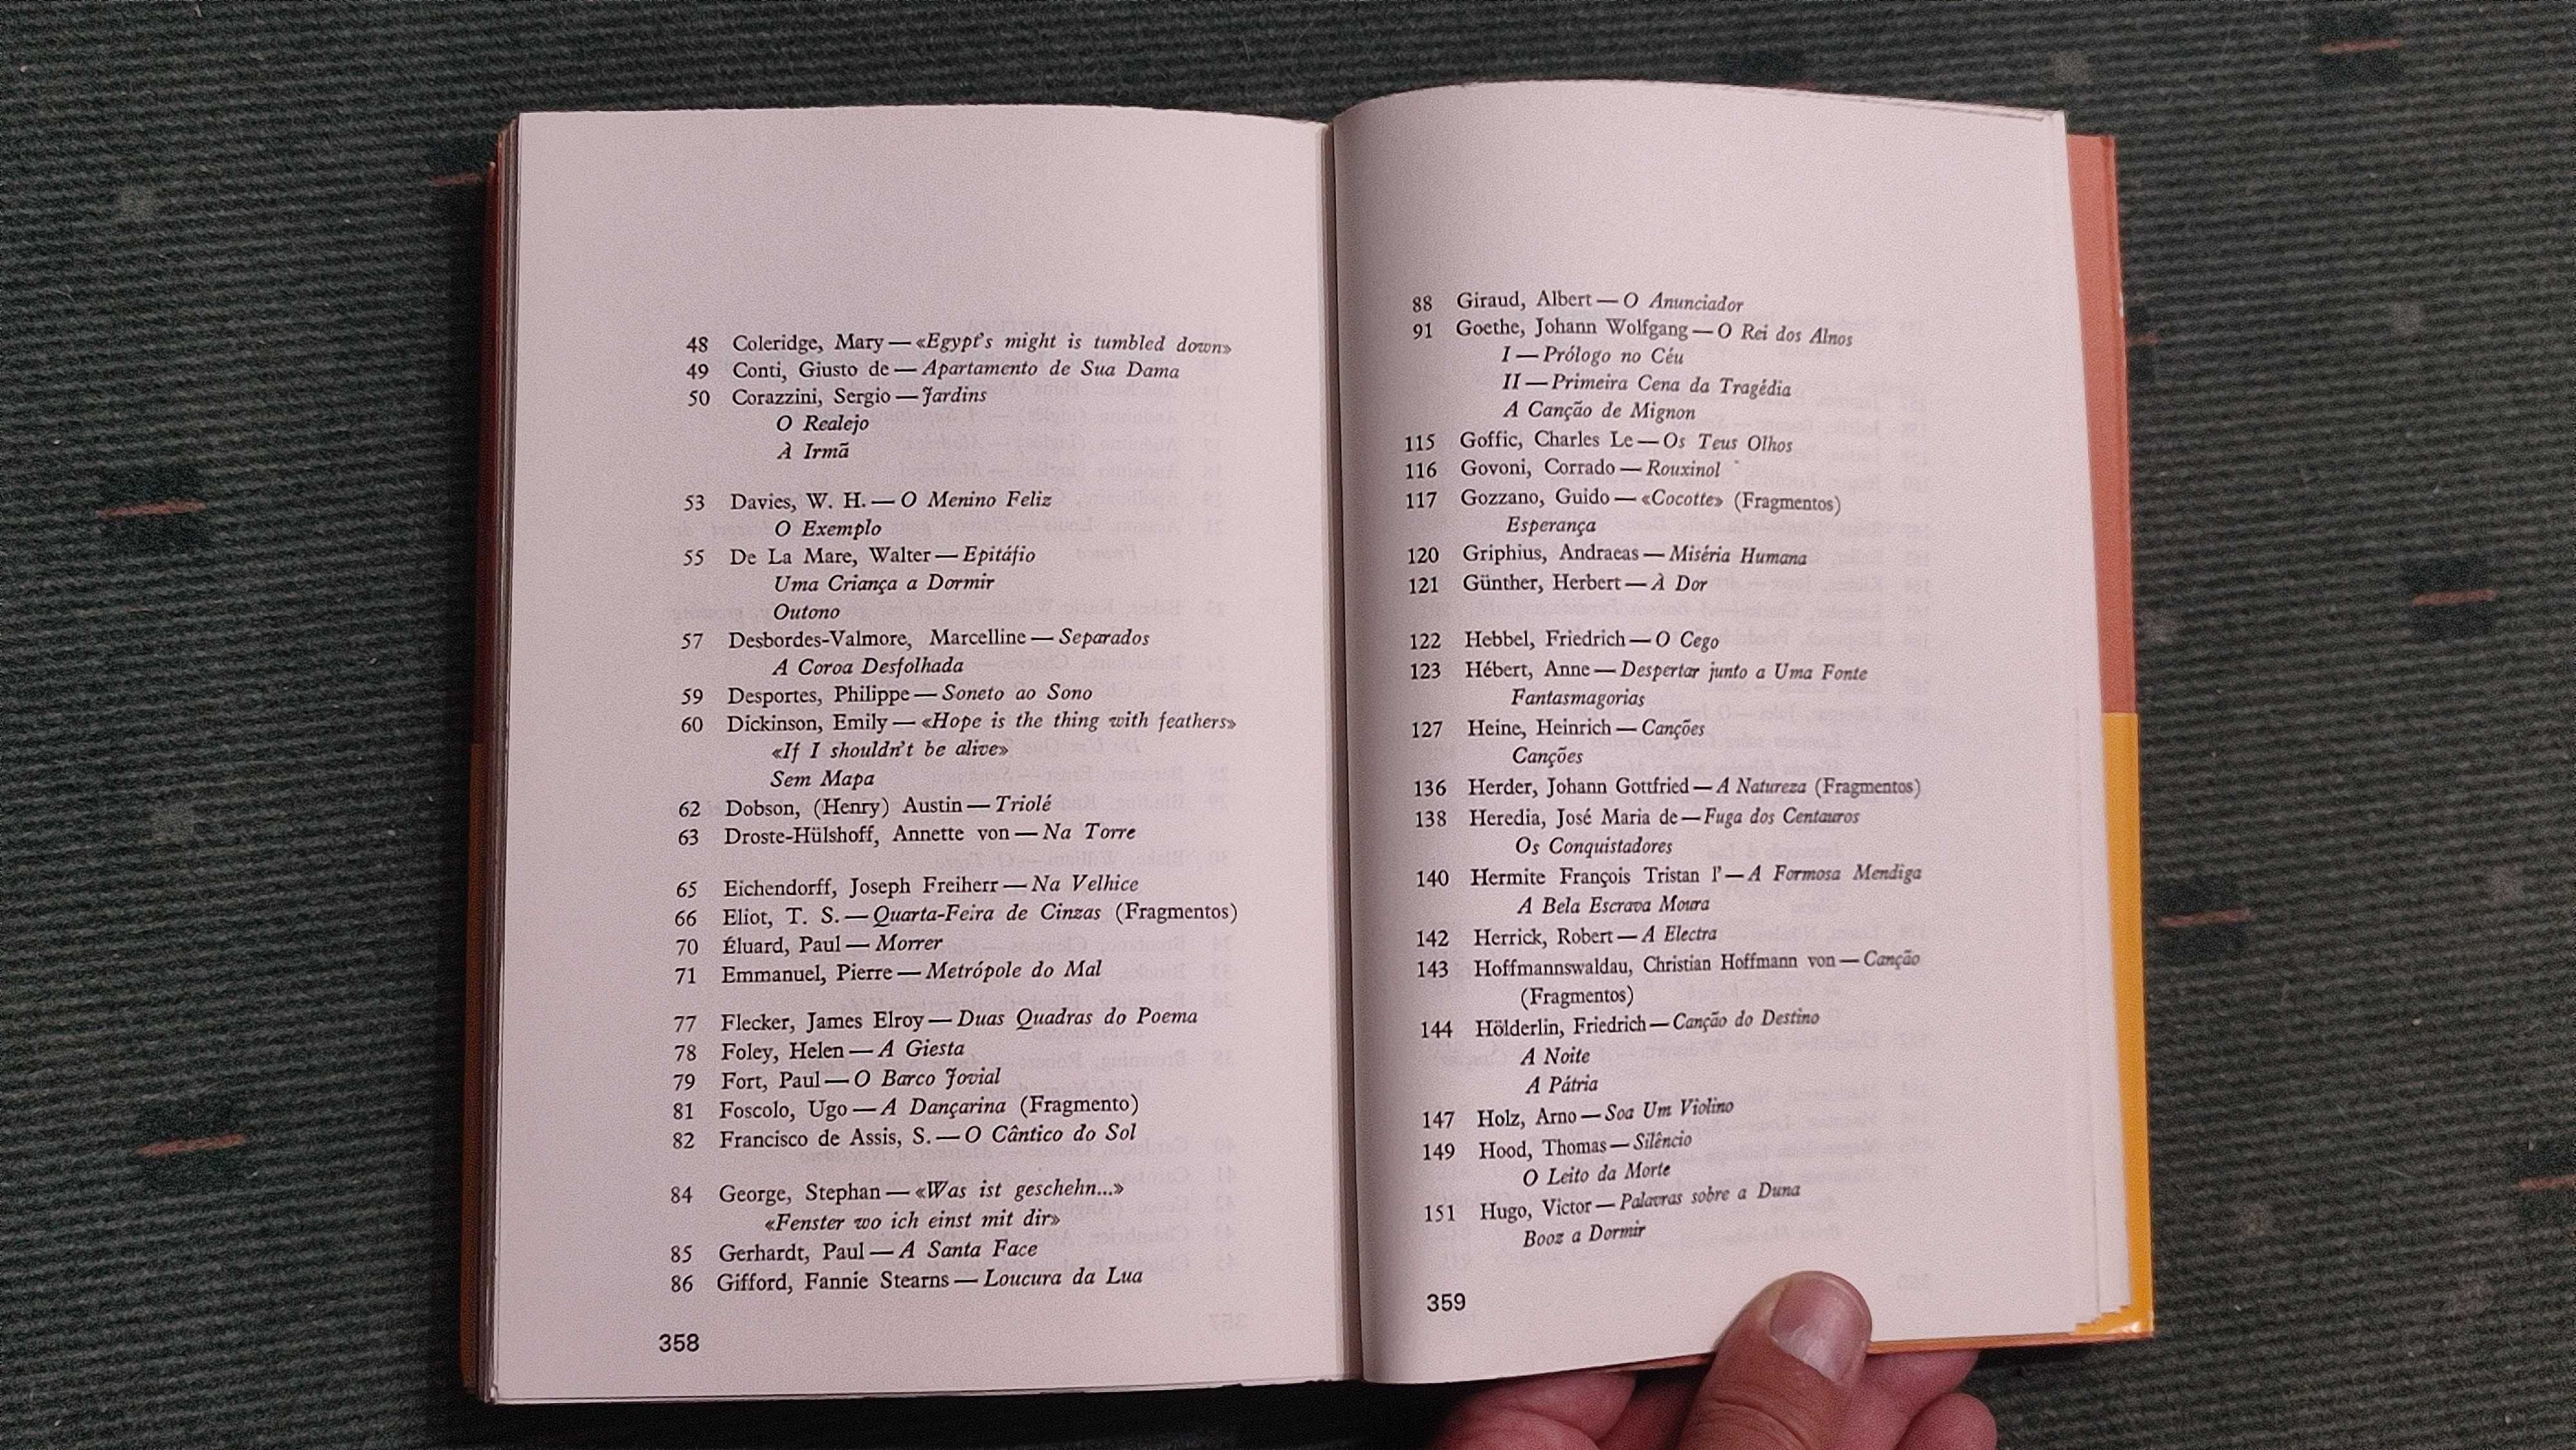 48 Coleridge, Mary — «Egypt's might is tumbled down»
49 Conti, Giusto de — Apartamento de Sua Dama
50 Corazzini, Sergio — Jardins
O Realejo
À Irmã
53 Davies, W. H. — O Menino Feliz
O Exemplo
55 De La Mare, Walter — Epitáfio
Uma Criança a Dormir
Outono
57 Desbordes-Valmore, Marcelline — Separados
A Coroa Desfolhada
59 Desportes, Philippe — Soneto ao Sono
60 Dickinson, Emily — «Hope is the thing with feathers»
«If I shouldn't be alive»
Sem Mapa
62 Dobson, (Henry) Austin — Triolé
63 Droste-Hülshoff, Annette von — Na Torre
65 Eichendorff, Joseph Freiherr — Na Velhice
66 Eliot, T. S. — Quarta-Feira de Cinzas (Fragmentos)
70 Éluard, Paul — Morrer
71 Emmanuel, Pierre — Metrópole do Mal
77 Flecker, James Elroy — Duas Quadras do Poema
78 Foley, Helen — A Giesta
79 Fort, Paul — O Barco Jovial
81 Foscolo, Ugo — A Dançarina (Fragmento)
82 Francisco de Assis, S. — O Cântico do Sol
84 George, Stephan — «Was ist geschehn...»
«Fenster wo ich einst mit dir»
85 Gerhardt, Paul — A Santa Face
86 Gifford, Fannie Stearns — Loucura da Lua
358
88 Giraud, Albert — O Anunciador
91 Goethe, Johann Wolfgang — O Rei dos Alnos
I — Prólogo no Céu
II — Primeira Cena da Tragédia
A Canção de Mignon
115 Goffic, Charles Le — Os Teus Olhos
116 Govoni, Corrado — Rouxinol
117 Gozzano, Guido — «Cocotte» (Fragmentos)
Esperança
120 Griphius, Andraeas — Miséria Humana
121 Günther, Herbert — À Dor
122 Hebbel, Friedrich — O Cego
123 Hébert, Anne — Despertar junto a Uma Fonte
Fantasmagorias
127 Heine, Heinrich — Canções
Canções
136 Herder, Johann Gottfried — A Natureza (Fragmentos)
138 Heredia, José Maria de — Fuga dos Centauros
Os Conquistadores
140 Hermite François Tristan l' — A Formosa Mendiga
A Bela Escrava Moura
142 Herrick, Robert — A Electra
143 Hoffmannswaldau, Christian Hoffmann von — Canção
(Fragmentos)
144 Hölderlin, Friedrich — Canção do Destino
A Noite
A Pátria
147 Holz, Arno — Soa Um Violino
149 Hood, Thomas — Silêncio
O Leito da Morte
151 Hugo, Victor — Palavras sobre a Duna
Booz a Dormir
359